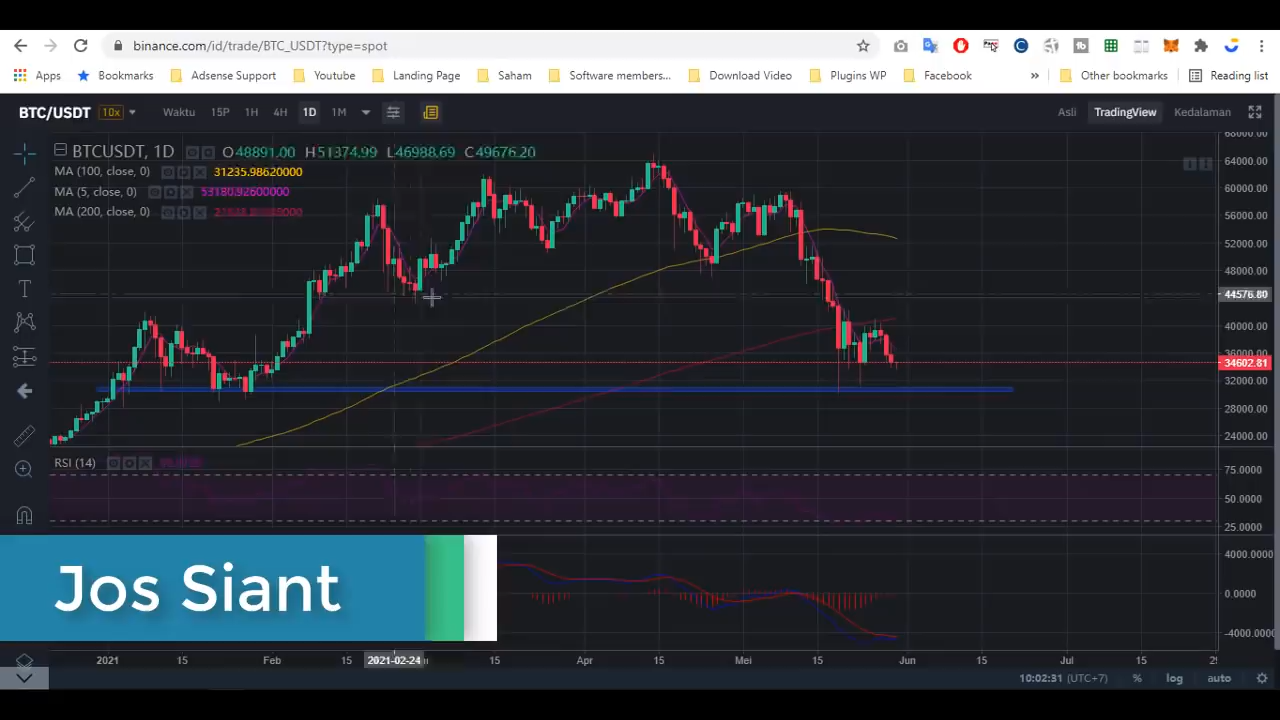 binance.com/id/trade/BTC_USDT?type=spot
Apps Bookmarks Adsense Support Youtube Landing Page Saham Software members... Download Video Plugins WP Facebook » Other bookmarks Reading list
BTC/USDT 10x Waktu 15P 1H 4H 1D 1M Asli TradingView Kedalaman
BTCUSDT, 1D O48891.00 H51374.99 L46988.69 C49676.20
MA (100, close, 0) 31235.98620000
MA (5, close, 0) 53180.92600000
MA (200, close, 0)
68000.00
64000.00
60000.00
56000.00
52000.00
48000.00
44576.80
40000.00
36000.00
34602.81
32000.00
28000.00
24000.00
RSI (14)
75.0000
50.0000
25.0000
Jos Siant
4000.0000
0.0000
-4000.0000
2021 15 Feb 15 2021-02-24 15 Apr 15 Mei 15 Jun 15 Jul 15
10:02:31 (UTC+7) % log auto